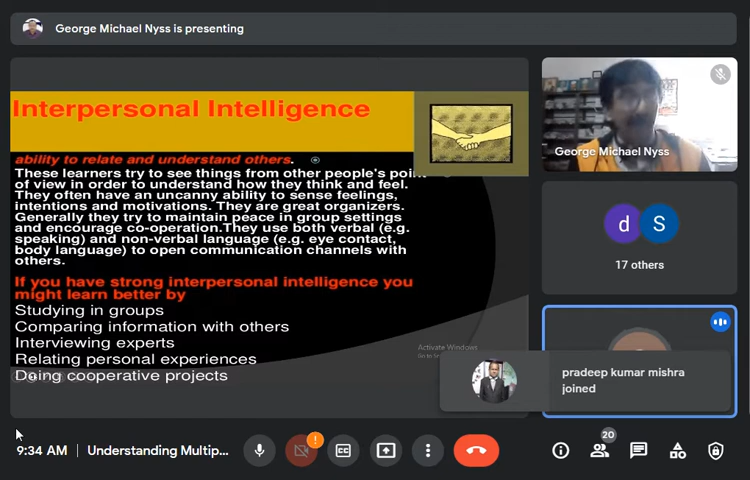 George Michael Nyss is presenting
Interpersonal Intelligence
ability to relate and understand others.
These learners try to see things from other people's point
of view in order to understand how they think and feel.
They often have an uncanny ability to sense feelings,
intentions and motivations. They are great organizers.
Generally they try to maintain peace in group settings
and encourage co-operation.They use both verbal (e.g.
speaking) and non-verbal language (e.g. eye contact,
body language) to open communication channels with
others.
If you have strong interpersonal intelligence you
might learn better by
Studying in groups
Comparing information with others
Interviewing experts
Relating personal experiences
Doing cooperative projects
Activate Windows
George Michael Nyss
d S
17 others
pradeep kumar mishra
joined
9:34 AM | Understanding Multip...
20